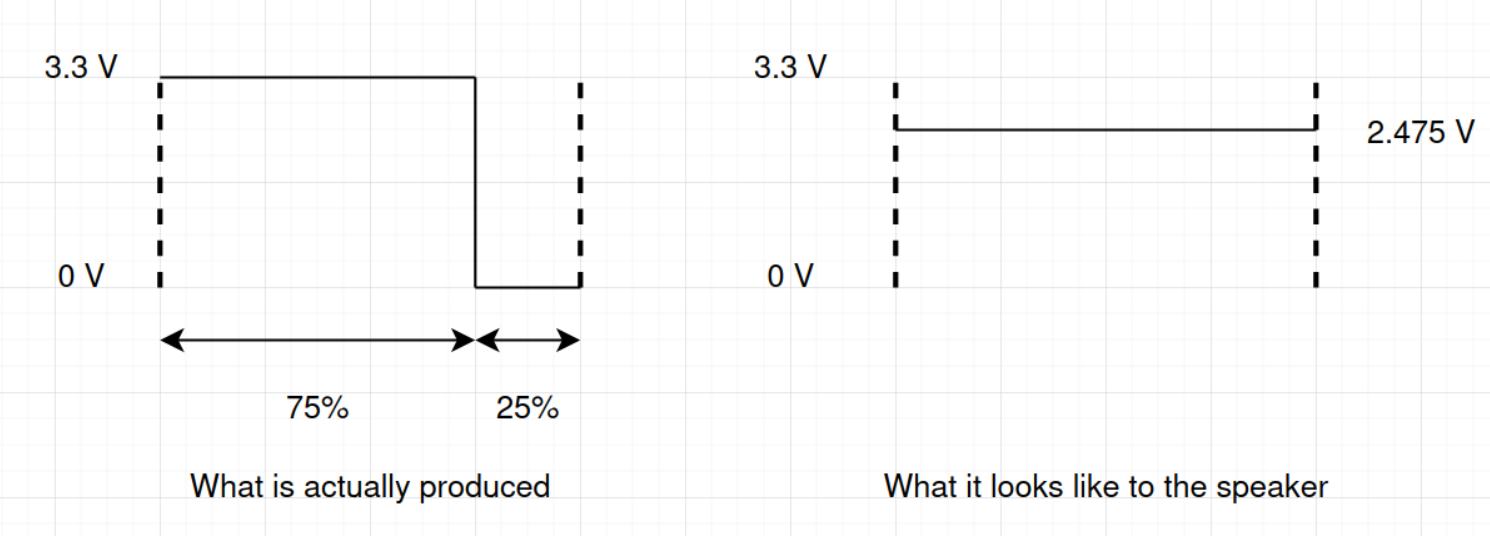 3.3 V
0 V
75%
25%
What is actually produced
3.3 V
2.475 V
0 V
What it looks like to the speaker